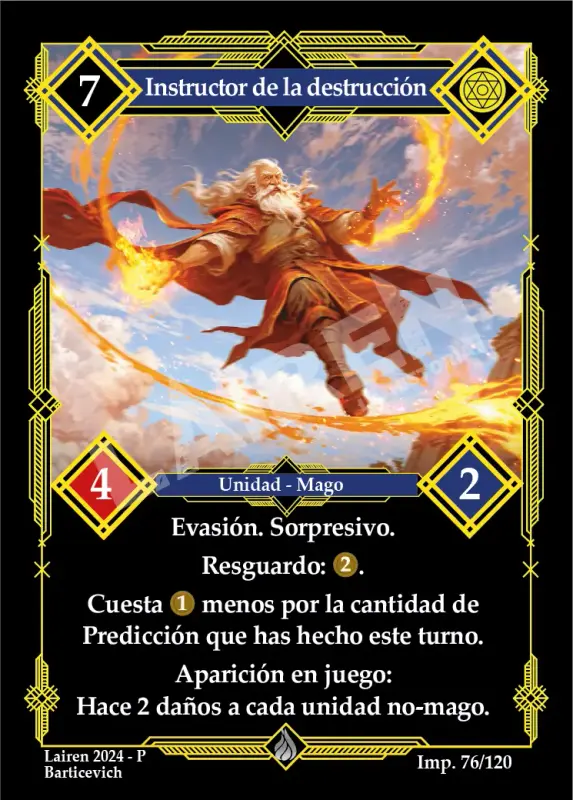 7
Instructor de la destrucción
4
Unidad - Mago
2
Evasión. Sorpresivo.
Resguardo: 2.
Cuesta 1 menos por la cantidad de
Predicción que has hecho este turno.
Aparición en juego:
Hace 2 daños a cada unidad no-mago.
Lairen 2024 - P
Barticevich
Imp. 76/120